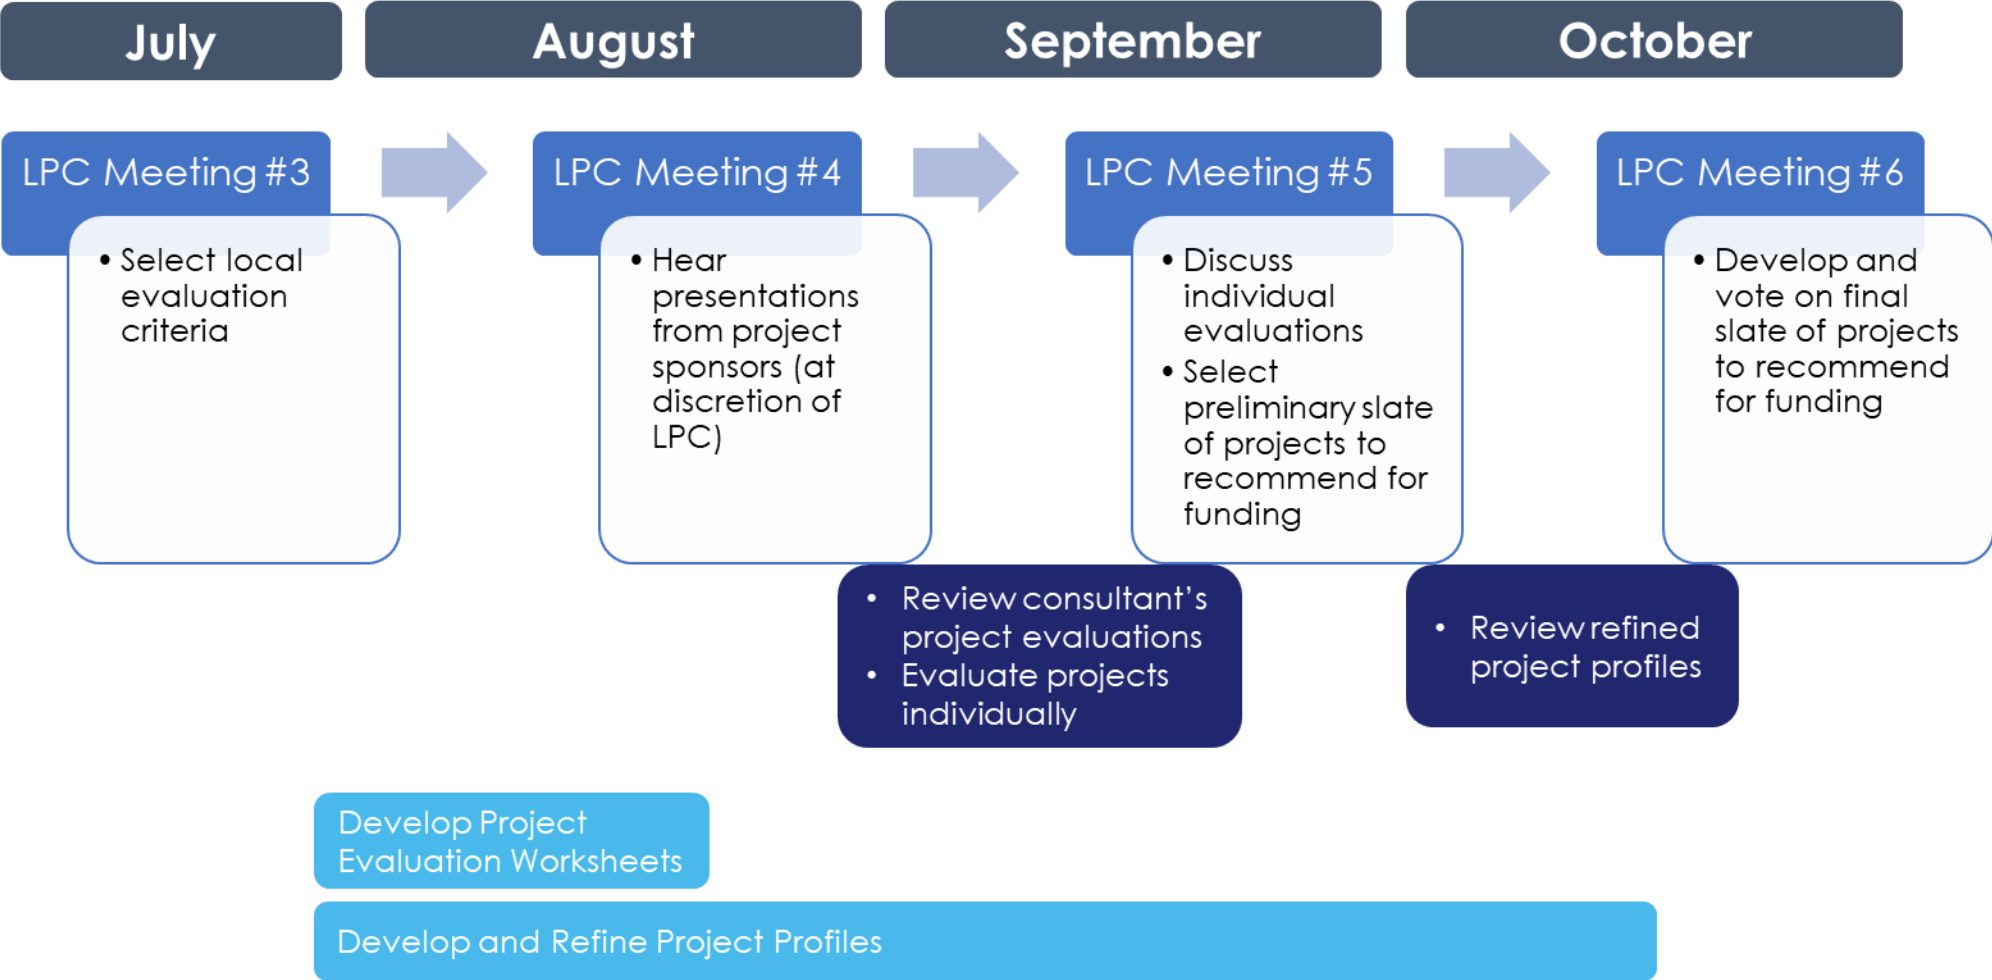 July
August
September
October
LPC Meeting #3
• Select local
evaluation
criteria
LPC Meeting #4
• Hear
presentations
from project
sponsors (at
discretion of
LPC)
LPC Meeting #5
• Discuss
individual
evaluations
• Select
preliminary slate
of projects to
recommend for
funding
LPC Meeting #6
• Develop and
vote on final
slate of projects
to recommend
for funding
• Review consultant’s
project evaluations
• Evaluate projects
individually
• Review refined
project profiles
Develop Project
Evaluation Worksheets
Develop and Refine Project Profiles